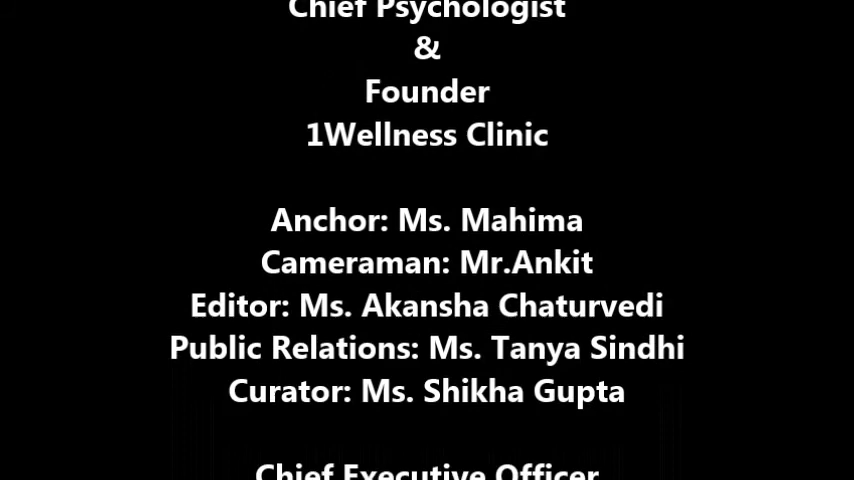 Chief Psychologist
&
Founder
1Wellness Clinic
Anchor: Ms. Mahima
Cameraman: Mr.Ankit
Editor: Ms. Akansha Chaturvedi
Public Relations: Ms. Tanya Sindhi
Curator: Ms. Shikha Gupta
Chief Executive Officer